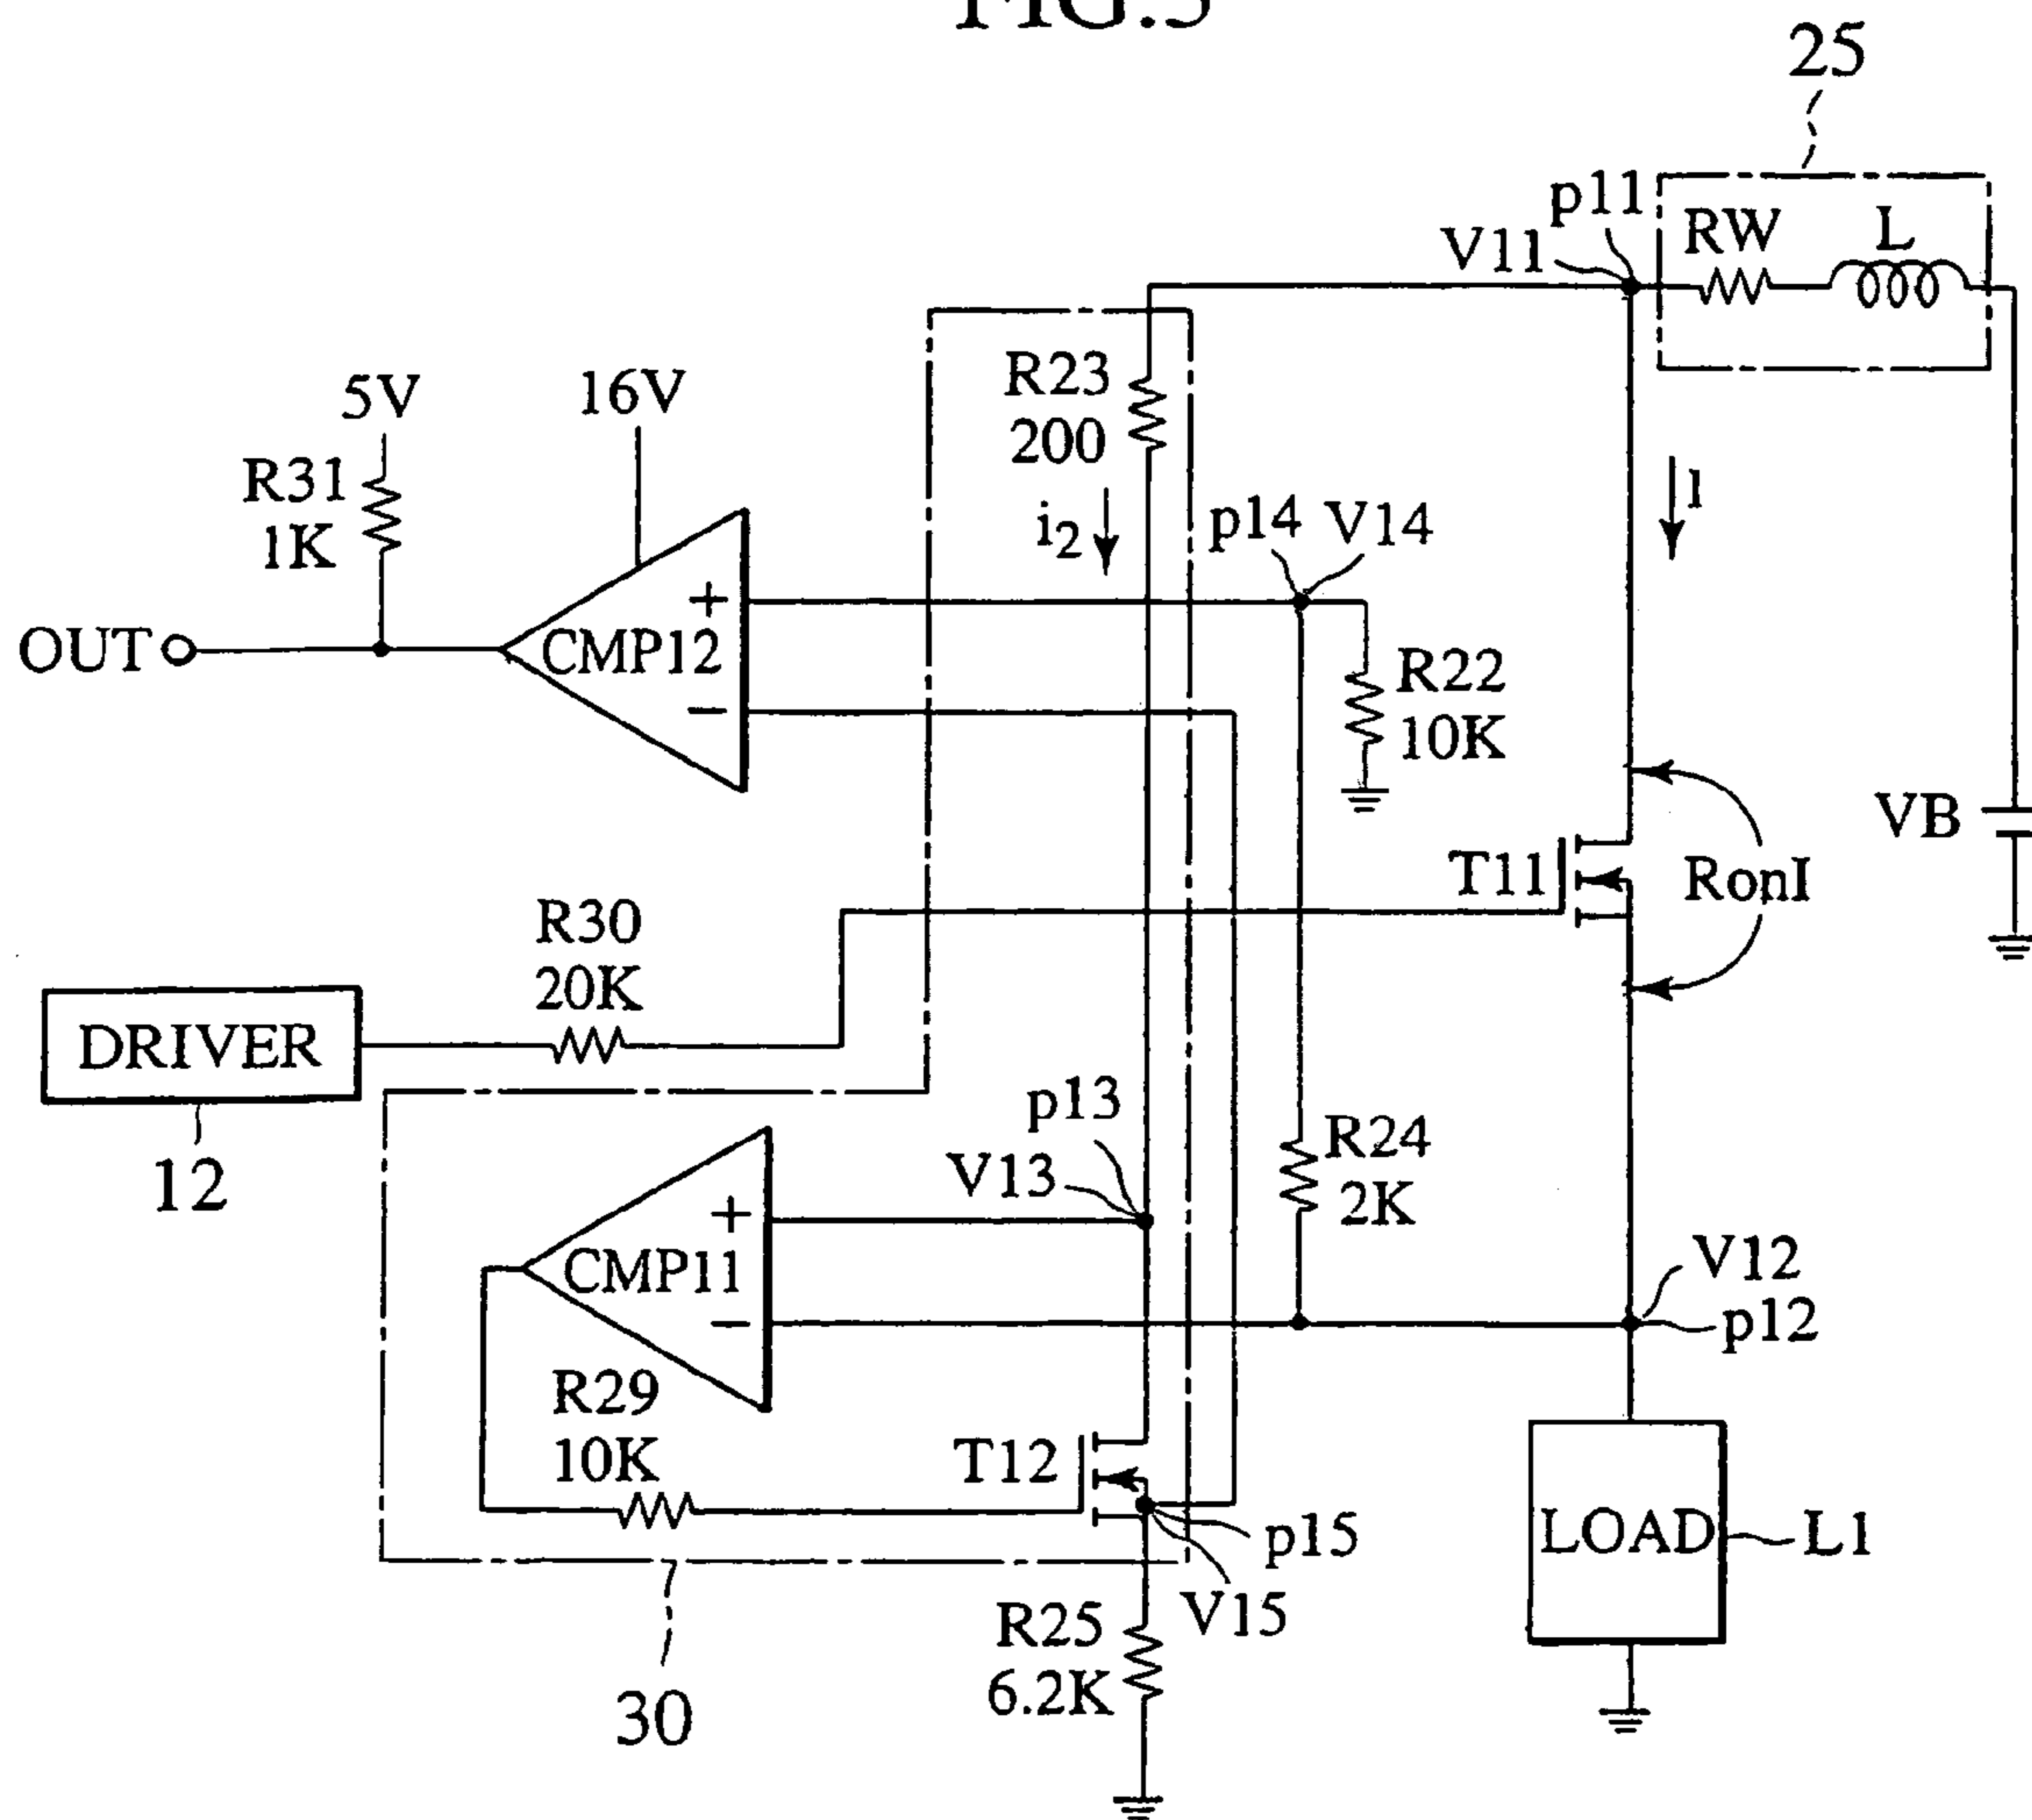 FIG.5
25
p11
V11
RW
L
5V
16V
R23
200
R31
1K
i2
p14
V14
I
CMP12
+
−
OUT
R22
10K
VB
T11
RonI
R30
20K
DRIVER
12
p13
V13
R24
2K
+
CMP11
−
V12
p12
R29
10K
T12
LOAD
L1
p15
V15
R25
6.2K
30